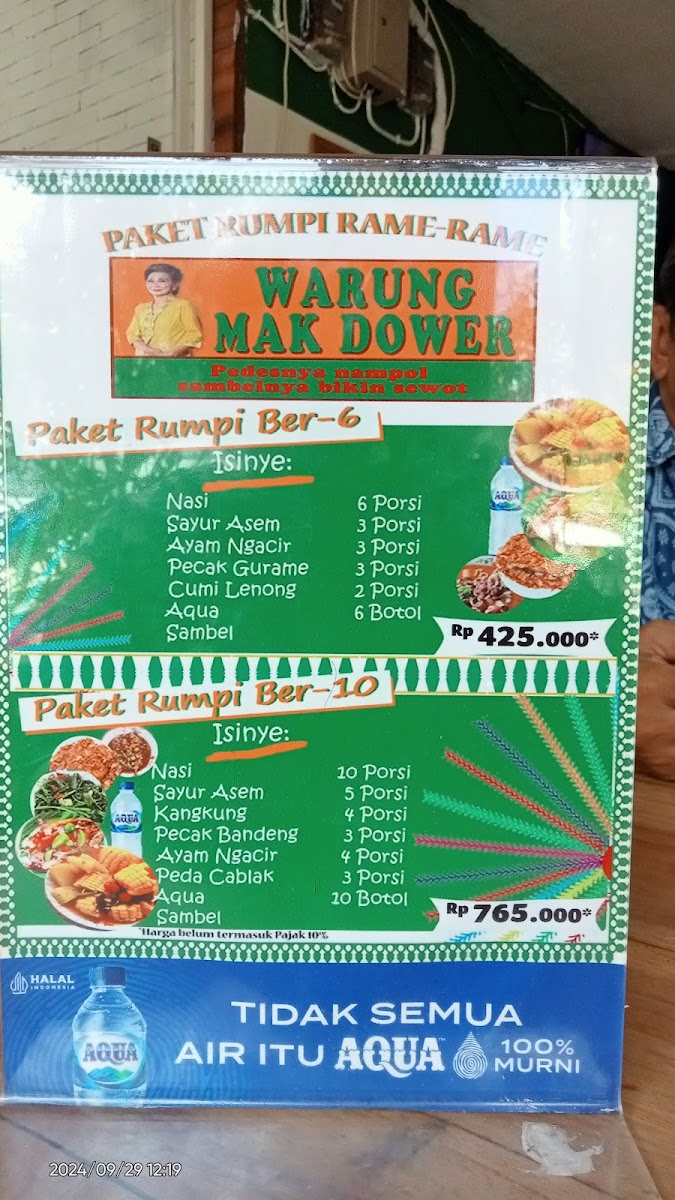 PAKET RUMPI RAME-RAME
WARUNG
MAK DOWER
Pedesnya nampol
sambelnya bikin sewot
Paket Rumpi Ber-6
Isinye:
Nasi 6 Porsi
Sayur Asem 3 Porsi
Ayam Ngacir 3 Porsi
Pecak Gurame 3 Porsi
Cumi Lenong 2 Porsi
Aqua 6 Botol
Sambel
AQUA
Rp 425.000*
Paket Rumpi Ber-10
Isinye:
Nasi 10 Porsi
Sayur Asem 5 Porsi
Kangkung 4 Porsi
Pecak Bandeng 3 Porsi
Ayam Ngacir 4 Porsi
Peda Cablak 3 Porsi
Aqua 10 Botol
Sambel
AQUA
Rp 765.000*
*Harga belum termasuk Pajak 10%
HALAL
INDONESIA
AQUA
TIDAK SEMUA
AIR ITU AQUA™ 100%
MURNI
2024/09/29 12:19